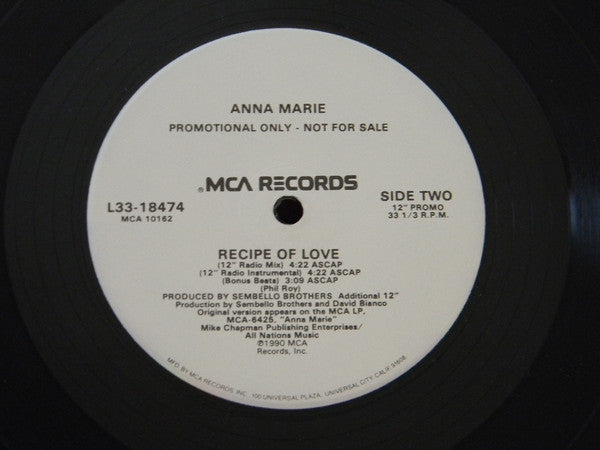 ANNA MARIE
PROMOTIONAL ONLY - NOT FOR SALE
®MCA RECORDS
L33-18474
MCA 10162
SIDE TWO
12" PROMO
33 1/3 R.P.M.
RECIPE OF LOVE
(12" Radio Mix) 4:22 ASCAP
(12" Radio Instrumental) 4:22 ASCAP
(Bonus Beats) 3:09 ASCAP
(Phil Roy)
PRODUCED BY SEMBELLO BROTHERS Additional 12"
Production by Sembello Brothers and David Bianco
Original version appears on the MCA LP,
MCA-6425, "Anna Marie"
Mike Chapman Publishing Enterprises/
All Nations Music
℗1990 MCA
Records, Inc.
MFD. BY MCA RECORDS, INC. 100 UNIVERSAL PLAZA, UNIVERSAL CITY, CALIF. 91608